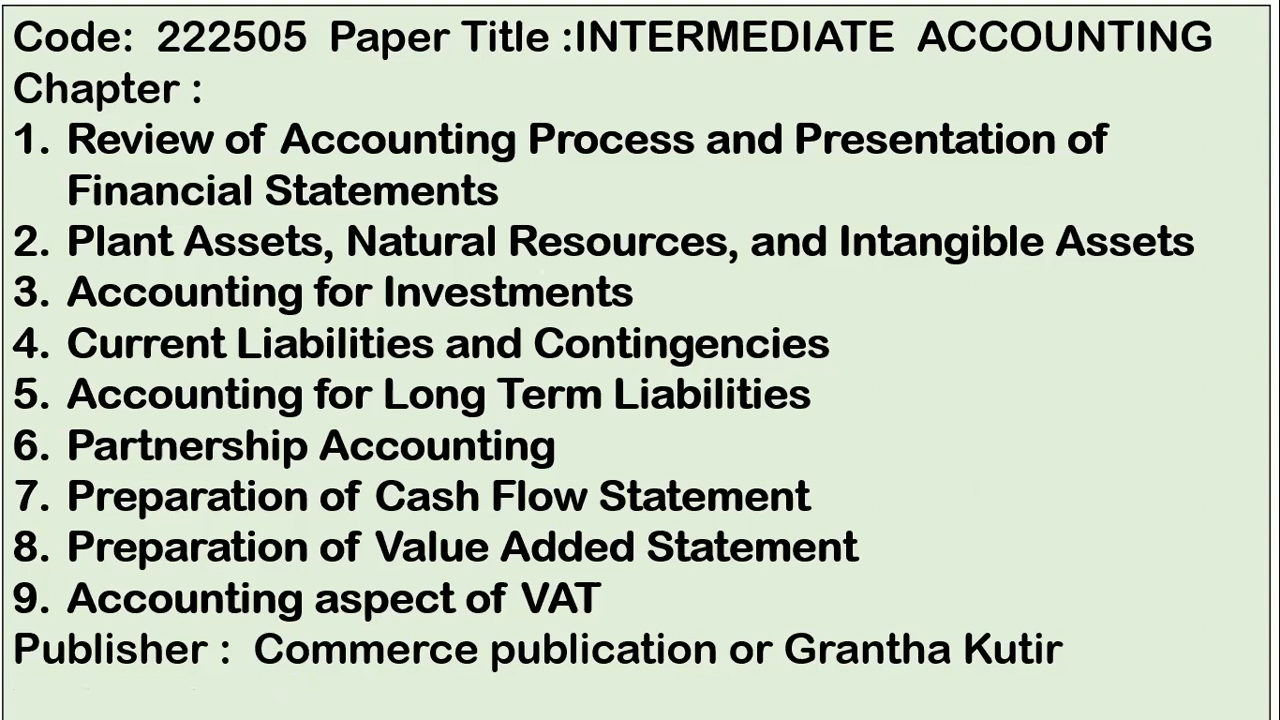 Code: 222505 Paper Title :INTERMEDIATE ACCOUNTING
Chapter :
1. Review of Accounting Process and Presentation of
Financial Statements
2. Plant Assets, Natural Resources, and Intangible Assets
3. Accounting for Investments
4. Current Liabilities and Contingencies
5. Accounting for Long Term Liabilities
6. Partnership Accounting
7. Preparation of Cash Flow Statement
8. Preparation of Value Added Statement
9. Accounting aspect of VAT
Publisher : Commerce publication or Grantha Kutir